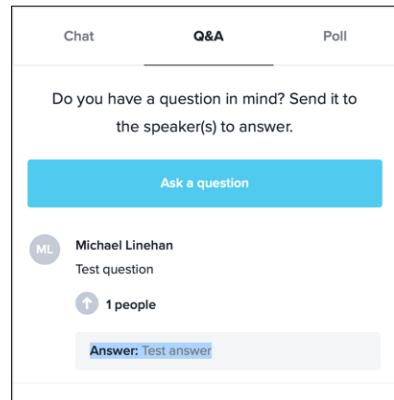 Chat Q&A Poll
Do you have a question in mind? Send it to
the speaker(s) to answer.
Ask a question
ML Michael Linehan
Test question
1 people
Answer: Test answer